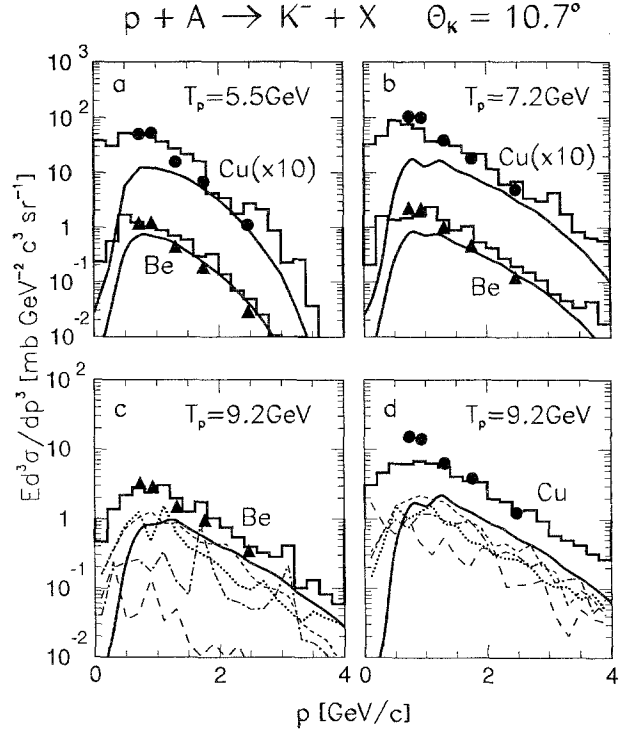 p + A → K⁻ + X Θ_K = 10.7°
Ed³σ/dp³ [mb GeV⁻² c³ sr⁻¹]
10³
10²
10
1
10⁻¹
10⁻²
a
T_p=5.5GeV
Cu(x10)
Be
b
T_p=7.2GeV
Cu(x10)
Be
10²
10
1
10⁻¹
10⁻²
c
T_p=9.2GeV
Be
d
T_p=9.2GeV
Cu
0 2 4 0 2 4
p [GeV/c]